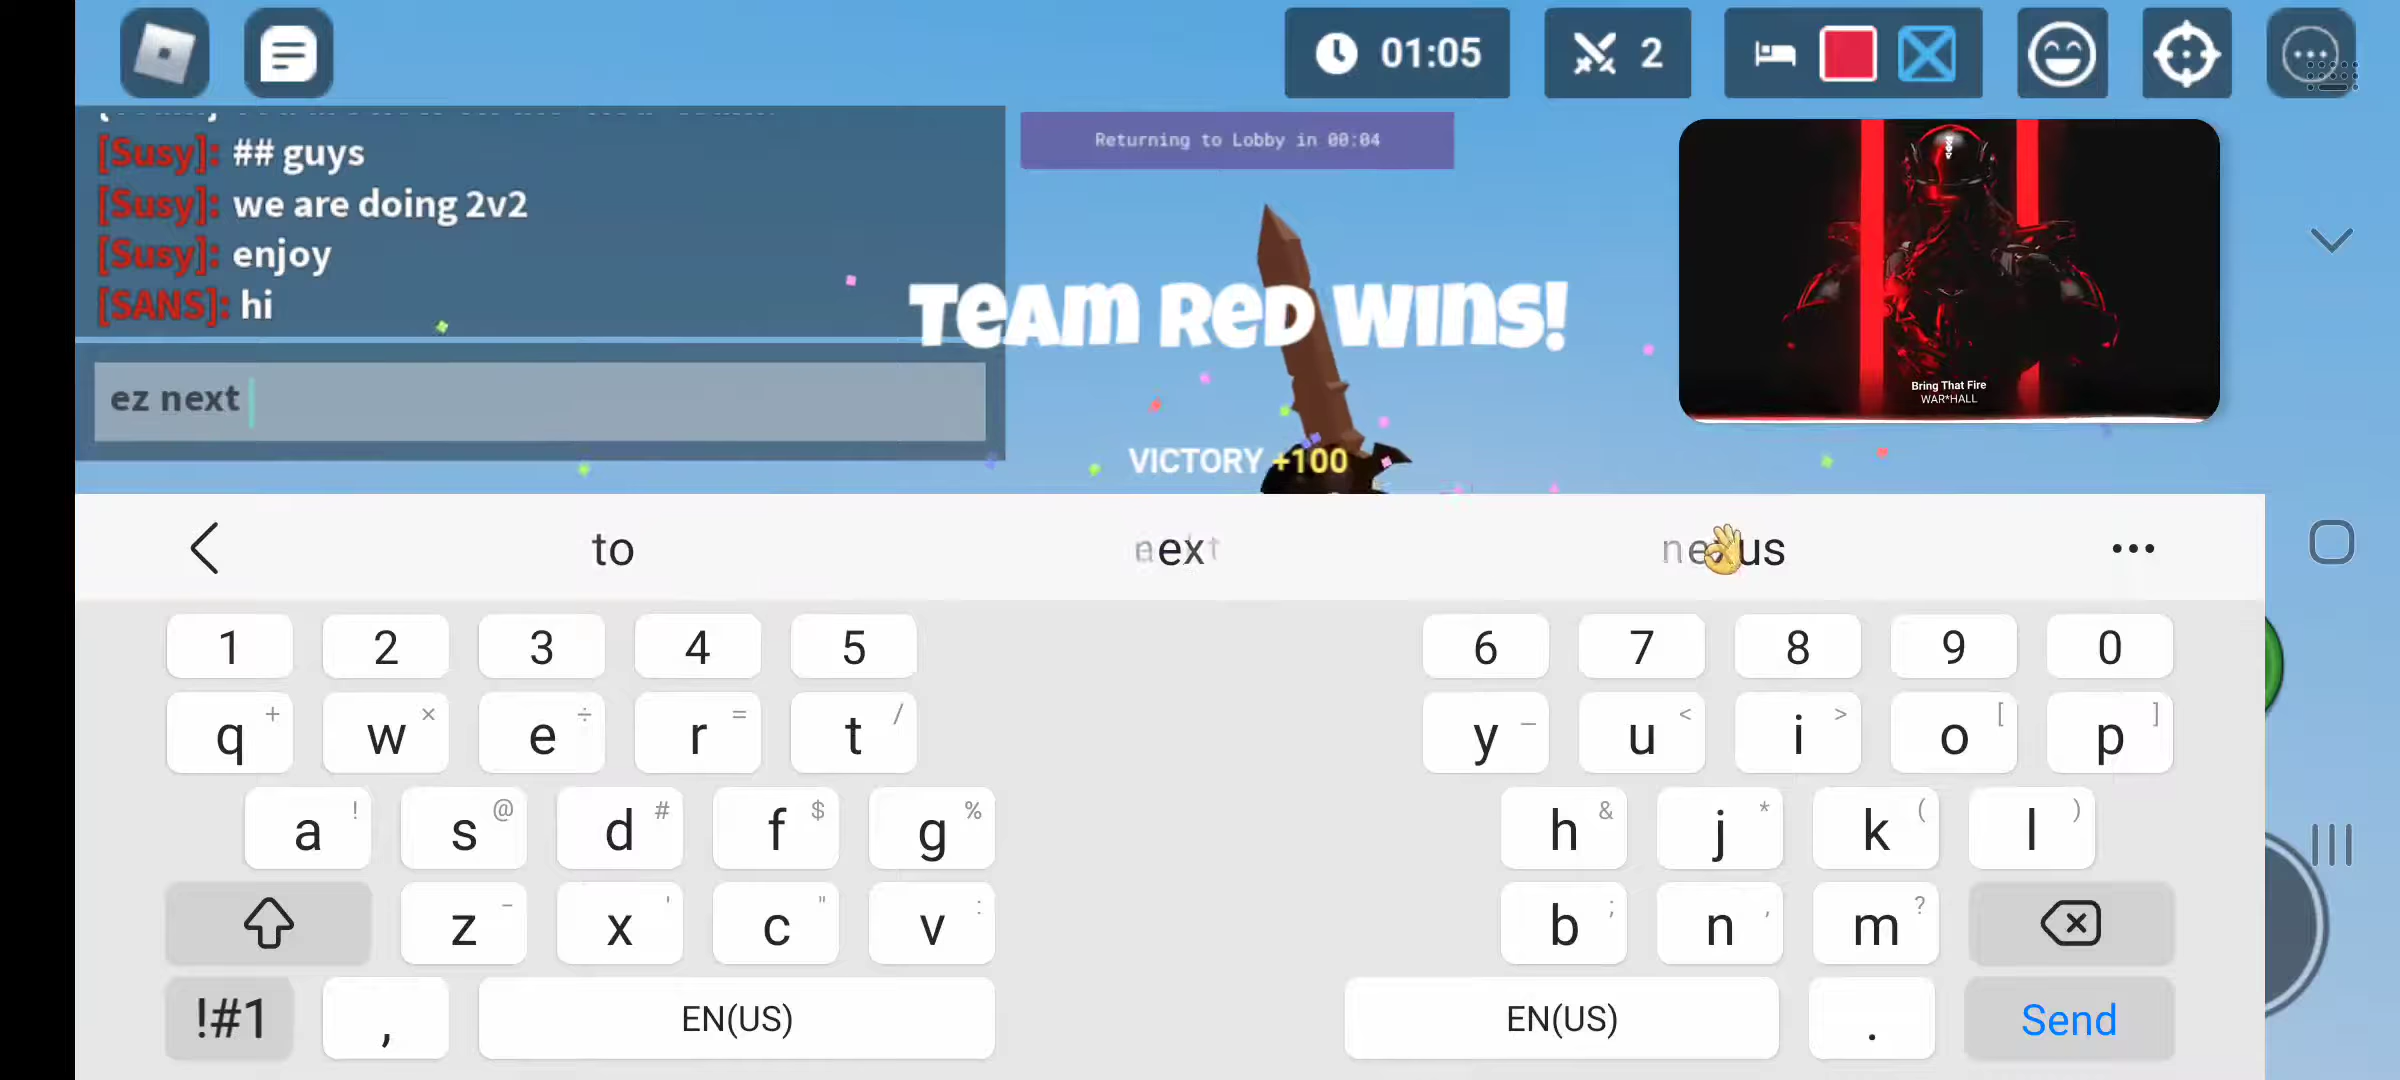 01:05
2
[Susy]: ## guys
[Susy]: we are doing 2v2
[Susy]: enjoy
[SANS]: hi
ez next
Returning to Lobby in 00:04
TEAM RED WINS!
VICTORY +100
Bring That Fire
WAR*HALL
to
1 2 3 4 5 6 7 8 9 0
q + w × e ÷ r = t / y _ u < i > o [ p ]
a ! s @ d # f $ g % h & j * k ( l )
z - x ' c " v : b ; n , m ?
!#1 , EN(US) EN(US) . Send